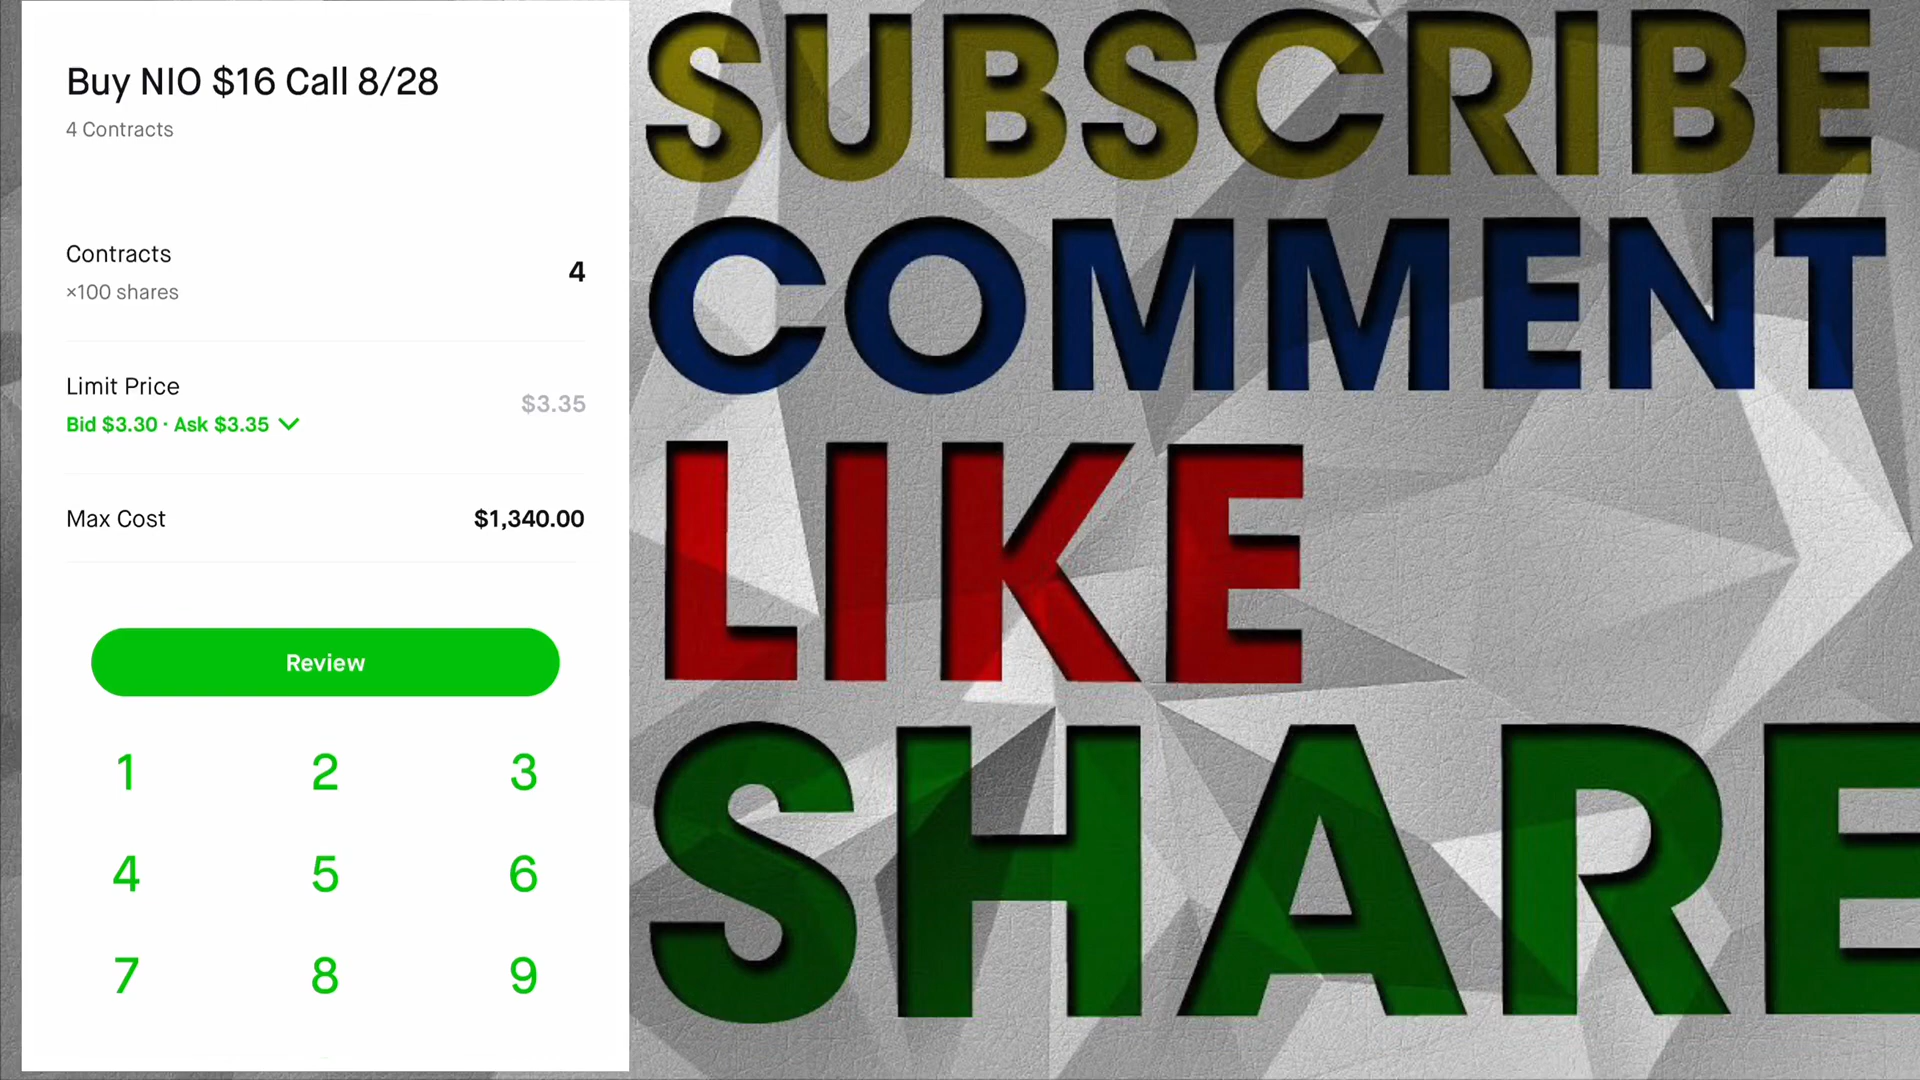 Buy NIO $16 Call 8/28
4 Contracts
Contracts
4
×100 shares
Limit Price
$3.35
Bid $3.30 · Ask $3.35
Max Cost
$1,340.00
Review
1 2 3
4 5 6
7 8 9
SUBSCRIBE
COMMENT
LIKE
SHARE